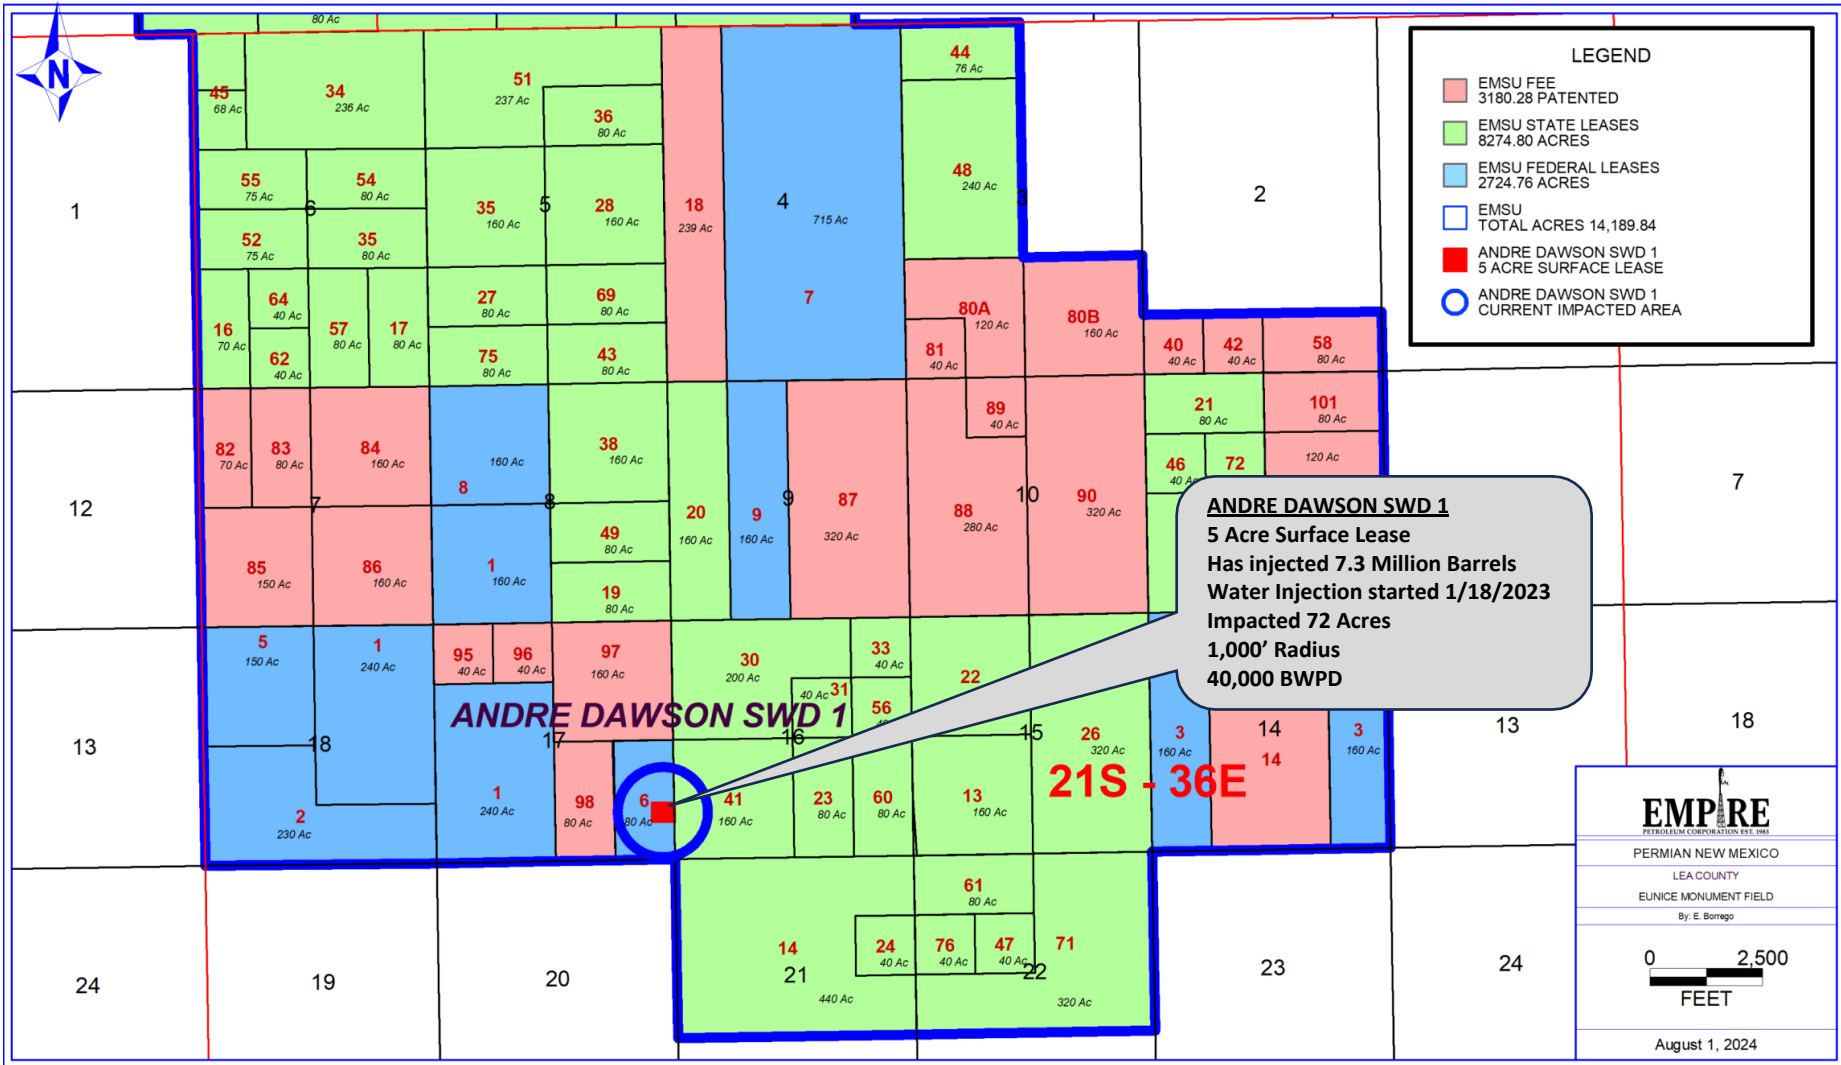 80 Ac
N
45
68 Ac
34
236 Ac
51
237 Ac
36
80 Ac
44
76 Ac
55
75 Ac
54
80 Ac
6
35
160 Ac
5
28
160 Ac
18
239 Ac
4
715 Ac
7
48
240 Ac
3
1
2
52
75 Ac
35
80 Ac
64
40 Ac
16
70 Ac
62
40 Ac
57
80 Ac
17
80 Ac
27
80 Ac
69
80 Ac
75
80 Ac
43
80 Ac
80A
120 Ac
81
40 Ac
80B
160 Ac
40
40 Ac
42
40 Ac
58
80 Ac
82
70 Ac
83
80 Ac
84
160 Ac
7
160 Ac
8
8
38
160 Ac
20
160 Ac
9
160 Ac
9
87
320 Ac
89
40 Ac
88
280 Ac
10
90
320 Ac
21
80 Ac
101
80 Ac
46
40 Ac
72
120 Ac
12
7
85
150 Ac
86
160 Ac
1
160 Ac
49
80 Ac
19
80 Ac
5
150 Ac
1
240 Ac
95
40 Ac
96
40 Ac
97
160 Ac
30
200 Ac
33
40 Ac
40 Ac
31
56
22
ANDRE DAWSON SWD 1
13
18
17
16
15
26
320 Ac
3
160 Ac
14
14
3
160 Ac
13
18
21S - 36E
2
230 Ac
1
240 Ac
98
80 Ac
6
80 Ac
41
160 Ac
23
80 Ac
60
80 Ac
13
160 Ac
61
80 Ac
14
21
440 Ac
24
40 Ac
76
40 Ac
47
40 Ac
22
71
320 Ac
24
19
20
23
24
ANDRE DAWSON SWD 1
5 Acre Surface Lease
Has injected 7.3 Million Barrels
Water Injection started 1/18/2023
Impacted 72 Acres
1,000’ Radius
40,000 BWPD
LEGEND
EMSU FEE
3180.28 PATENTED
EMSU STATE LEASES
8274.80 ACRES
EMSU FEDERAL LEASES
2724.76 ACRES
EMSU
TOTAL ACRES 14,189.84
ANDRE DAWSON SWD 1
5 ACRE SURFACE LEASE
ANDRE DAWSON SWD 1
CURRENT IMPACTED AREA
EMPIRE
PETROLEUM CORPORATION EST. 1983
PERMIAN NEW MEXICO
LEA COUNTY
EUNICE MONUMENT FIELD
By: E. Borrego
0 2,500
FEET
August 1, 2024